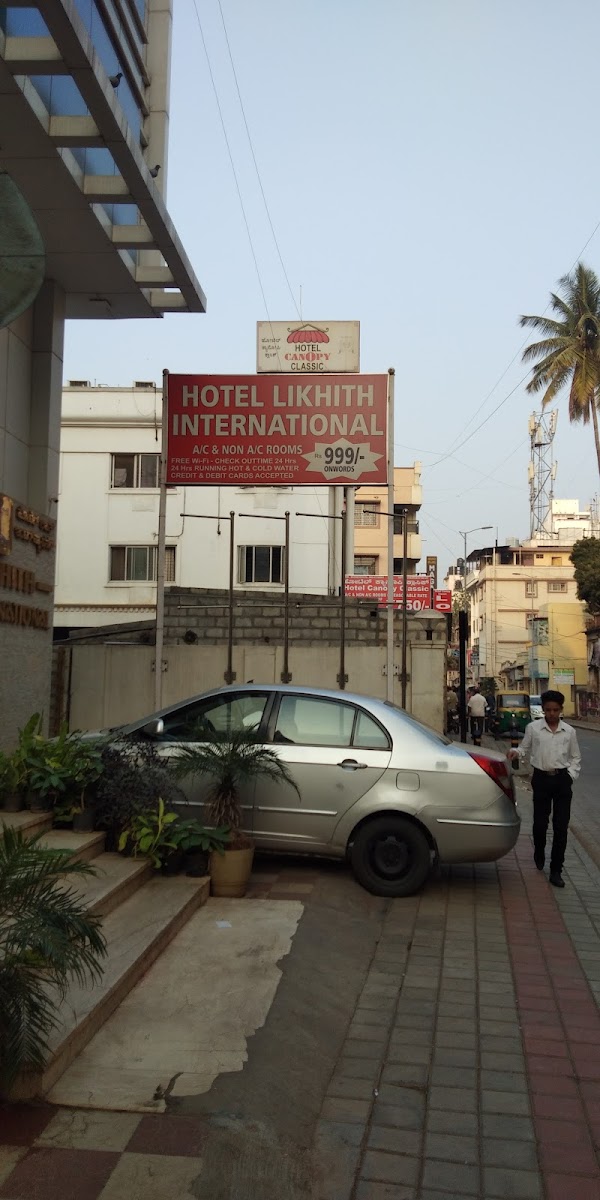 ಹೋಟೆಲ್
ಕ್ಯಾನೋಪಿ
ಕ್ಲಾಸಿಕ್
HOTEL
CANOPY
CLASSIC
HOTEL LIKHITH
INTERNATIONAL
A/C & NON A/C ROOMS
FREE Wi-Fi - CHECK OUTTIME 24 Hrs
24 Hrs RUNNING HOT & COLD WATER
CREDIT & DEBIT CARDS ACCEPTED
Rs. 999/-
ONWORDS
Hotel Canopy Classic
750/-